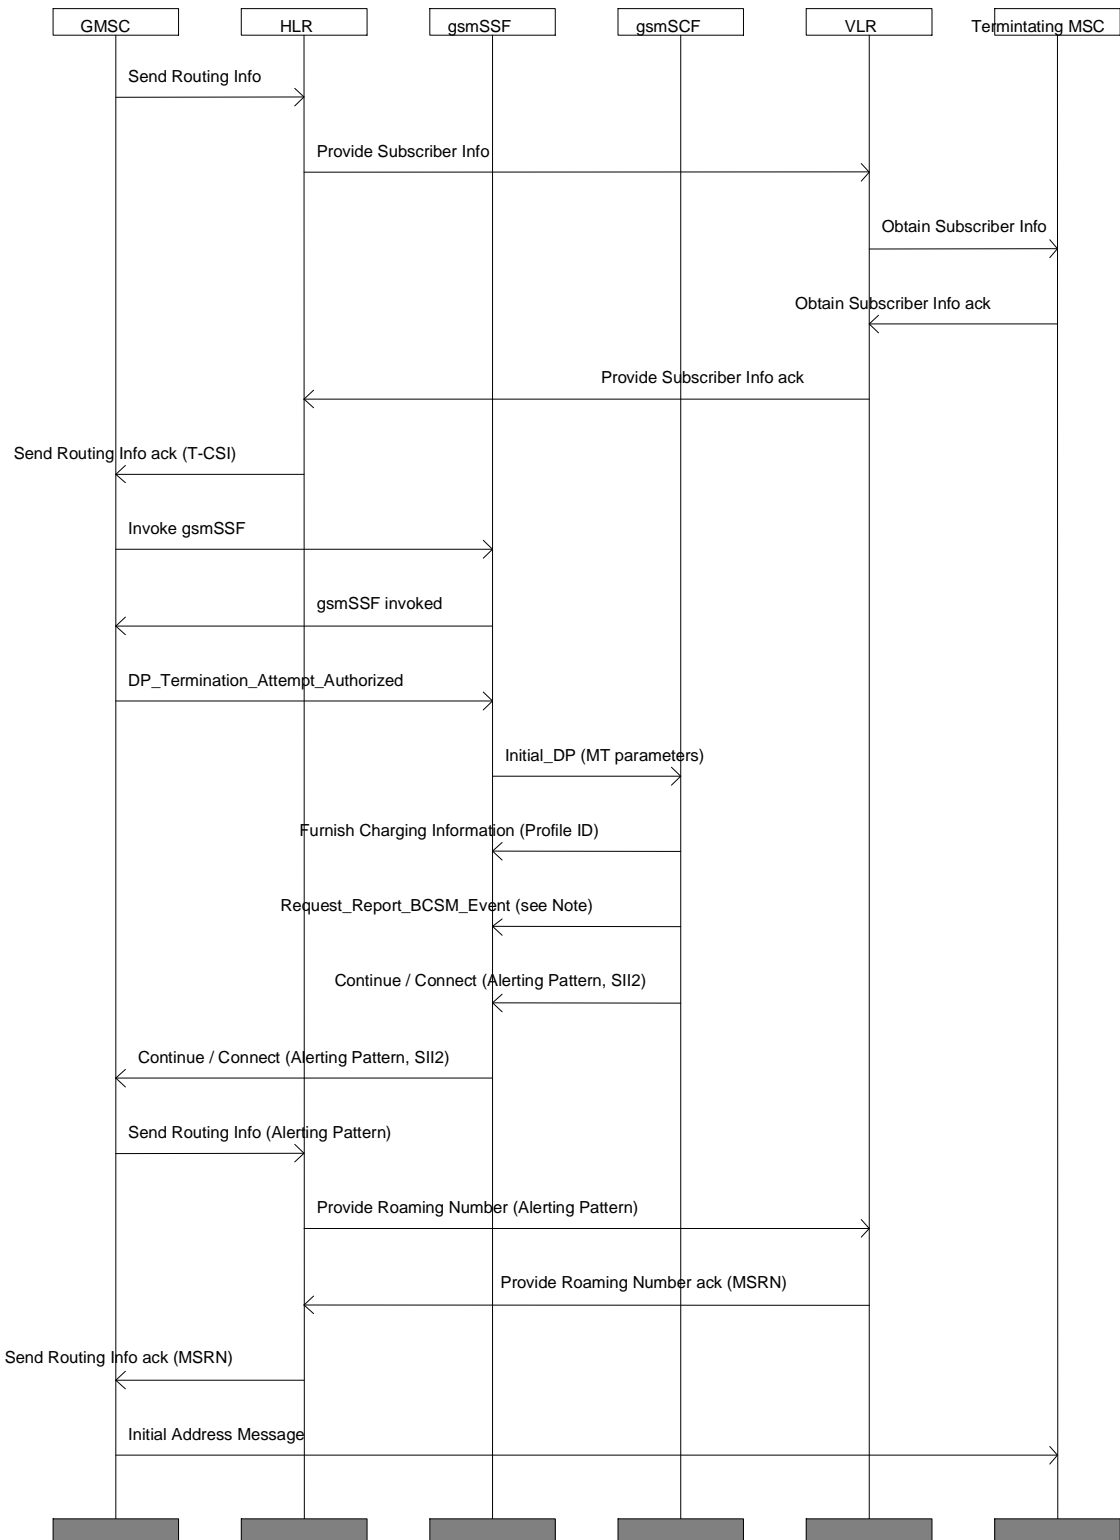 GMSC HLR gsmSSF gsmSCF VLR Termintating MSC
Send Routing Info
Provide Subscriber Info
Obtain Subscriber Info
Obtain Subscriber Info ack
Provide Subscriber Info ack
Send Routing Info ack (T-CSI)
Invoke gsmSSF
gsmSSF invoked
DP_Termination_Attempt_Authorized
Initial_DP (MT parameters)
Furnish Charging Information (Profile ID)
Request_Report_BCSM_Event (see Note)
Continue / Connect (Alerting Pattern, SII2)
Continue / Connect (Alerting Pattern, SII2)
Send Routing Info (Alerting Pattern)
Provide Roaming Number (Alerting Pattern)
Provide Roaming Number ack (MSRN)
Send Routing Info ack (MSRN)
Initial Address Message